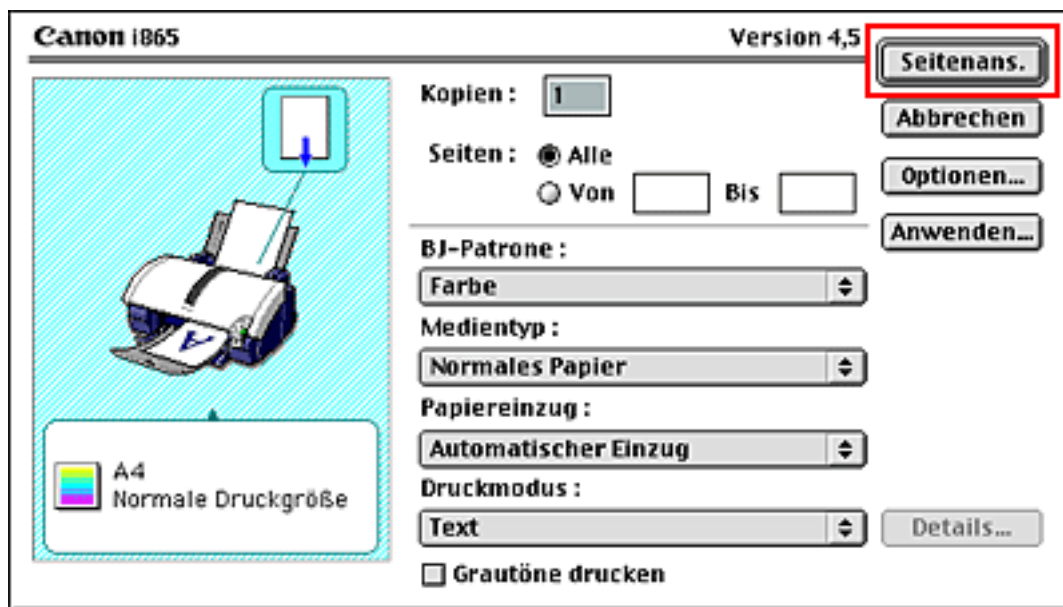 Canon i865
Version 4,5
Seitenans.
Kopien : 1
Abbrechen
Seiten : Alle
Von Bis
Optionen...
Anwenden...
BJ-Patrone :
Farbe
Medientyp :
Normales Papier
Papiereinzug :
Automatischer Einzug
Druckmodus :
Text
Details...
Grautöne drucken
A
A4
Normale Druckgröße